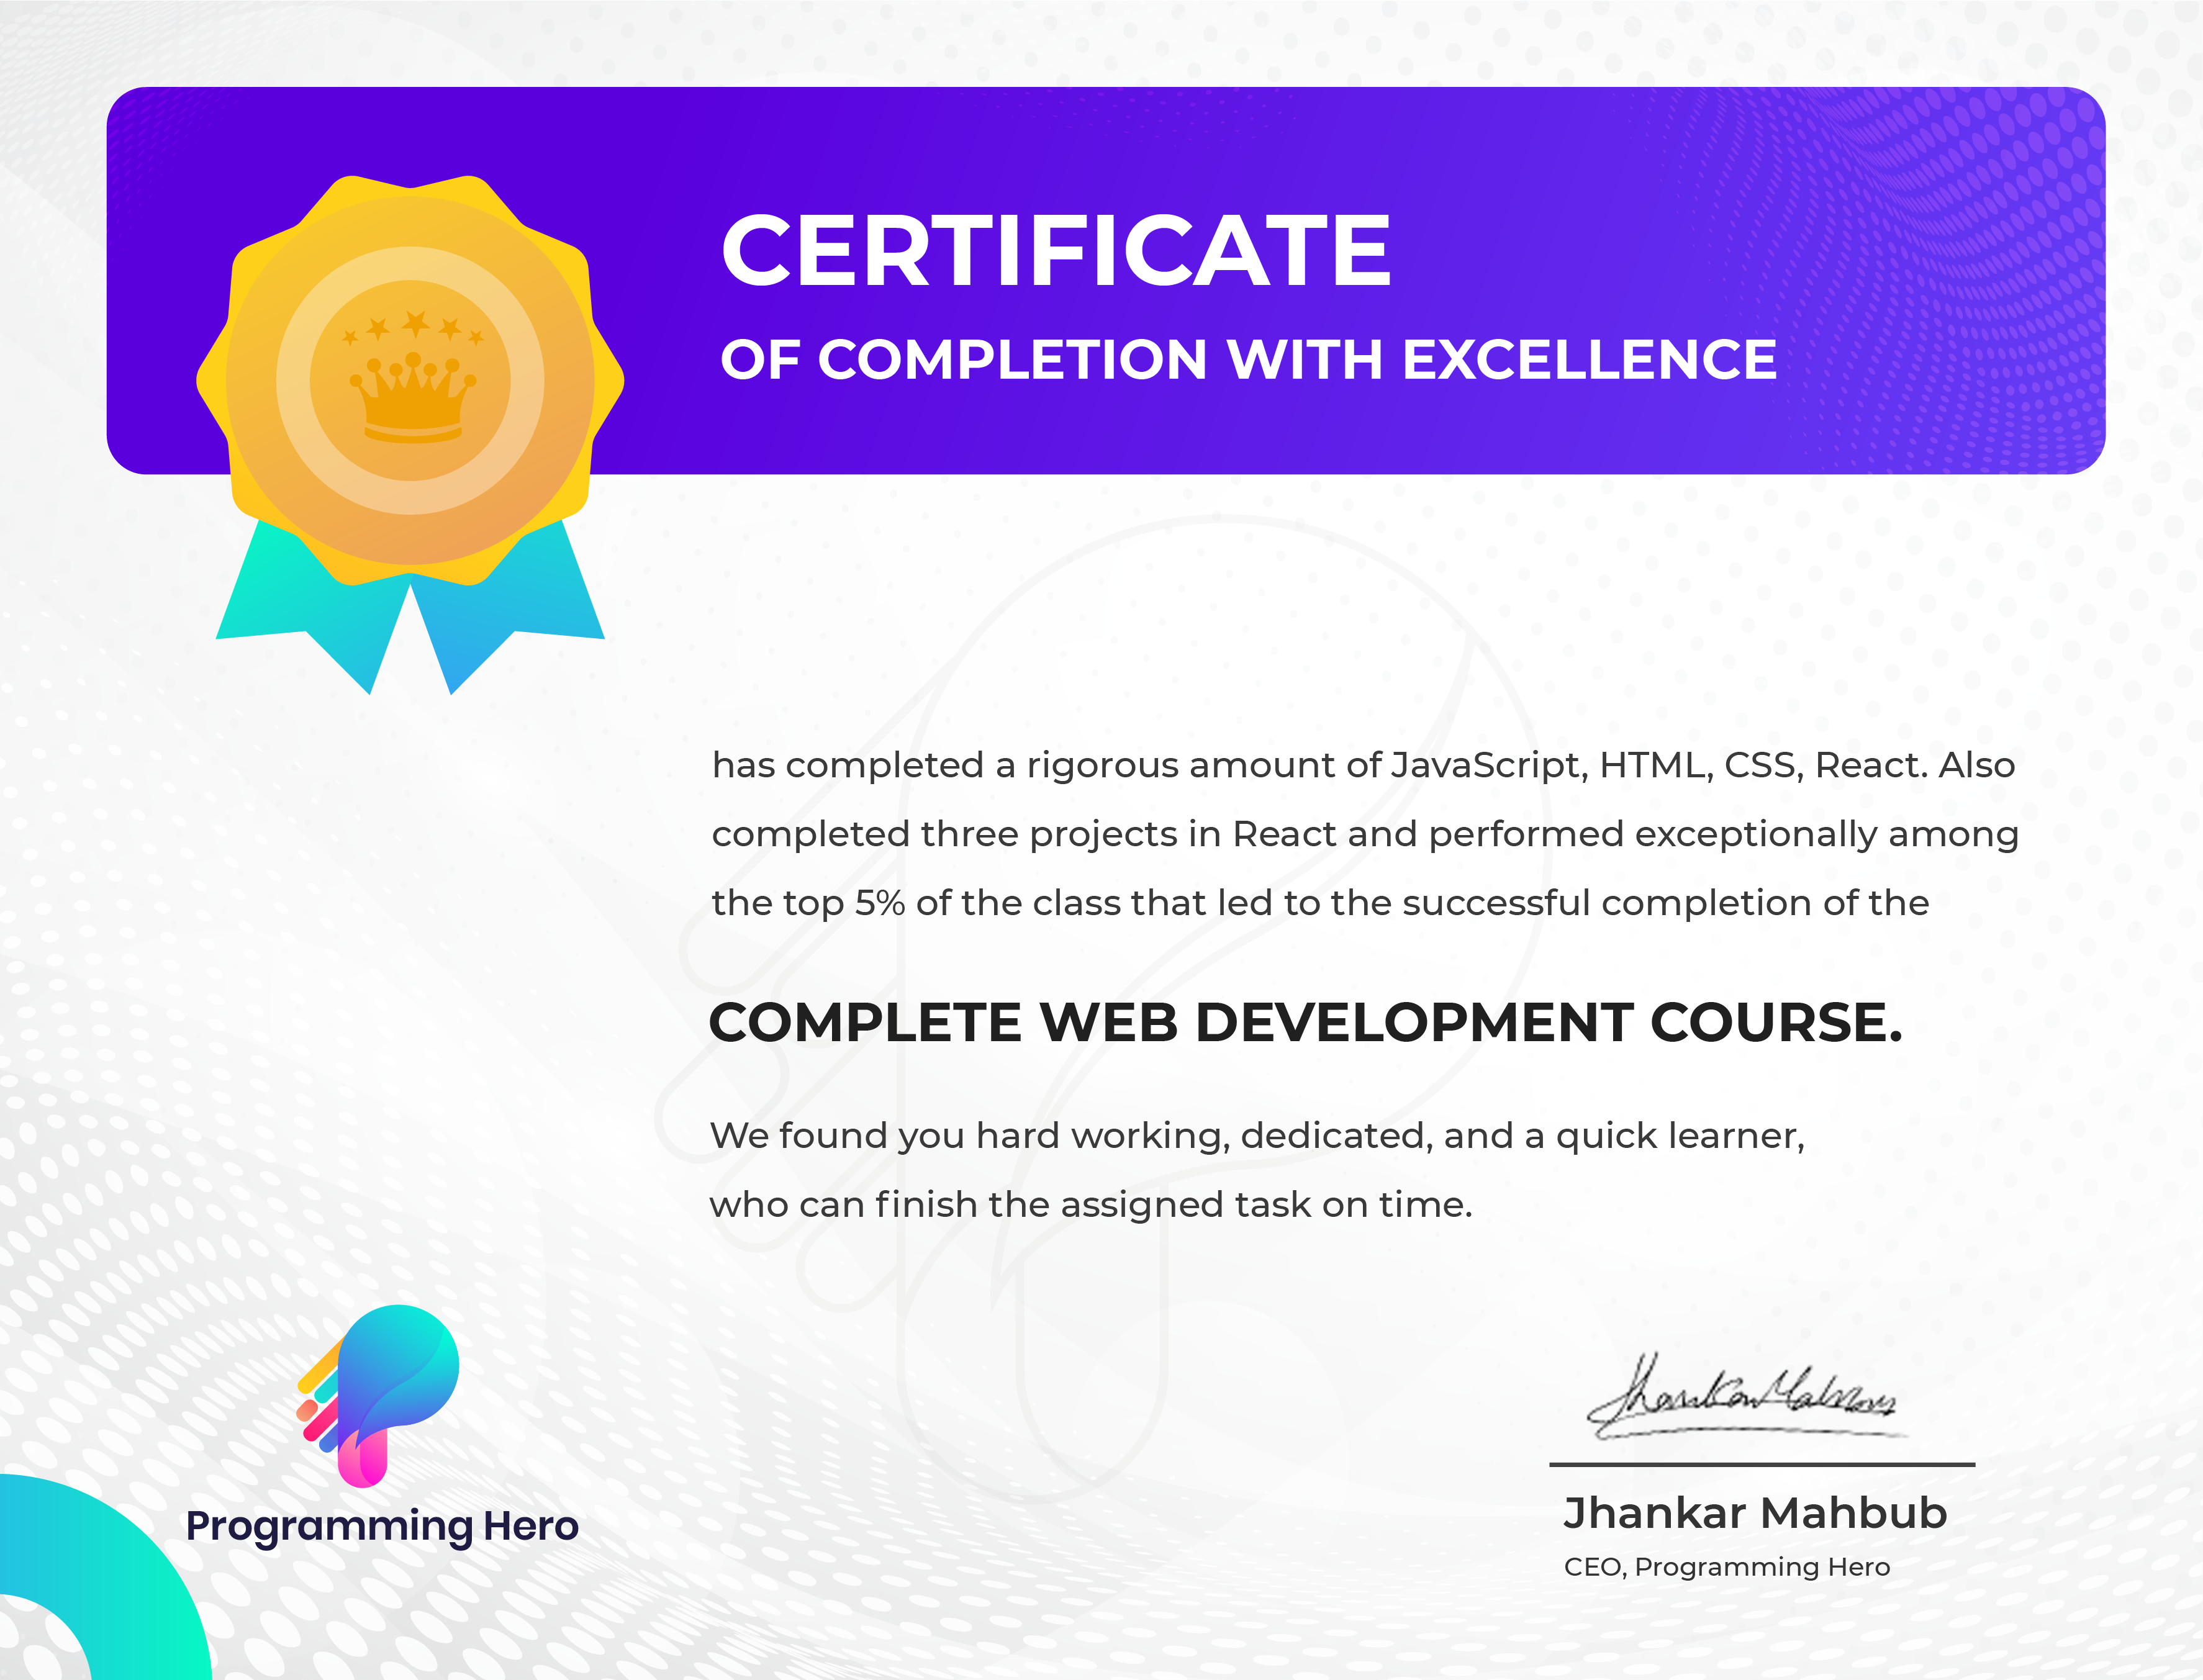 CERTIFICATE
OF COMPLETION WITH EXCELLENCE
has completed a rigorous amount of JavaScript, HTML, CSS, React. Also
completed three projects in React and performed exceptionally among
the top 5% of the class that led to the successful completion of the
COMPLETE WEB DEVELOPMENT COURSE.
We found you hard working, dedicated, and a quick learner,
who can finish the assigned task on time.
Programming Hero
Jhankar Mahbub
Jhankar Mahbub
CEO, Programming Hero